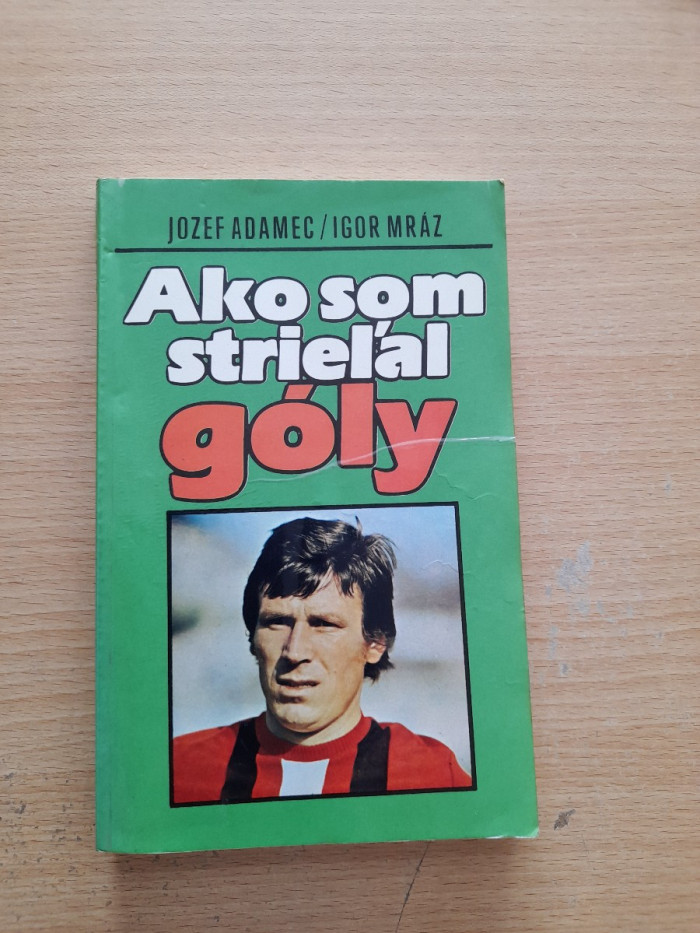 JOZEF ADAMEC/IGOR MRÁZ
Ako som
strieľal
góly